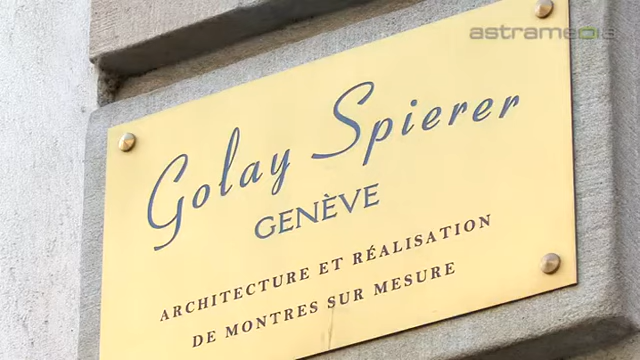 astramedia
Golay Spierer
GENÈVE
ARCHITECTURE ET RÉALISATION
DE MONTRES SUR MESURE